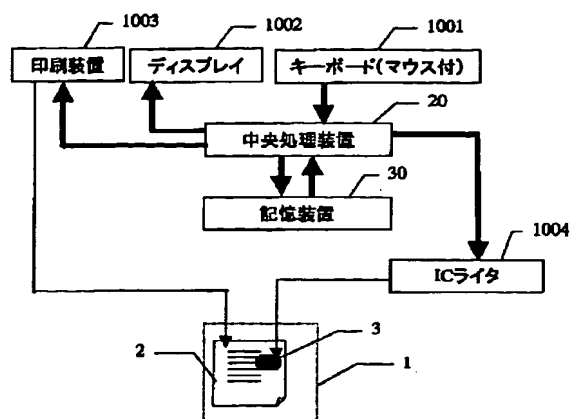 1003
1002
1001
印刷装置
ディスプレイ
キーボード(マウス付)
20
中央処理装置
30
記憶装置
1004
ICライタ
3
2
1